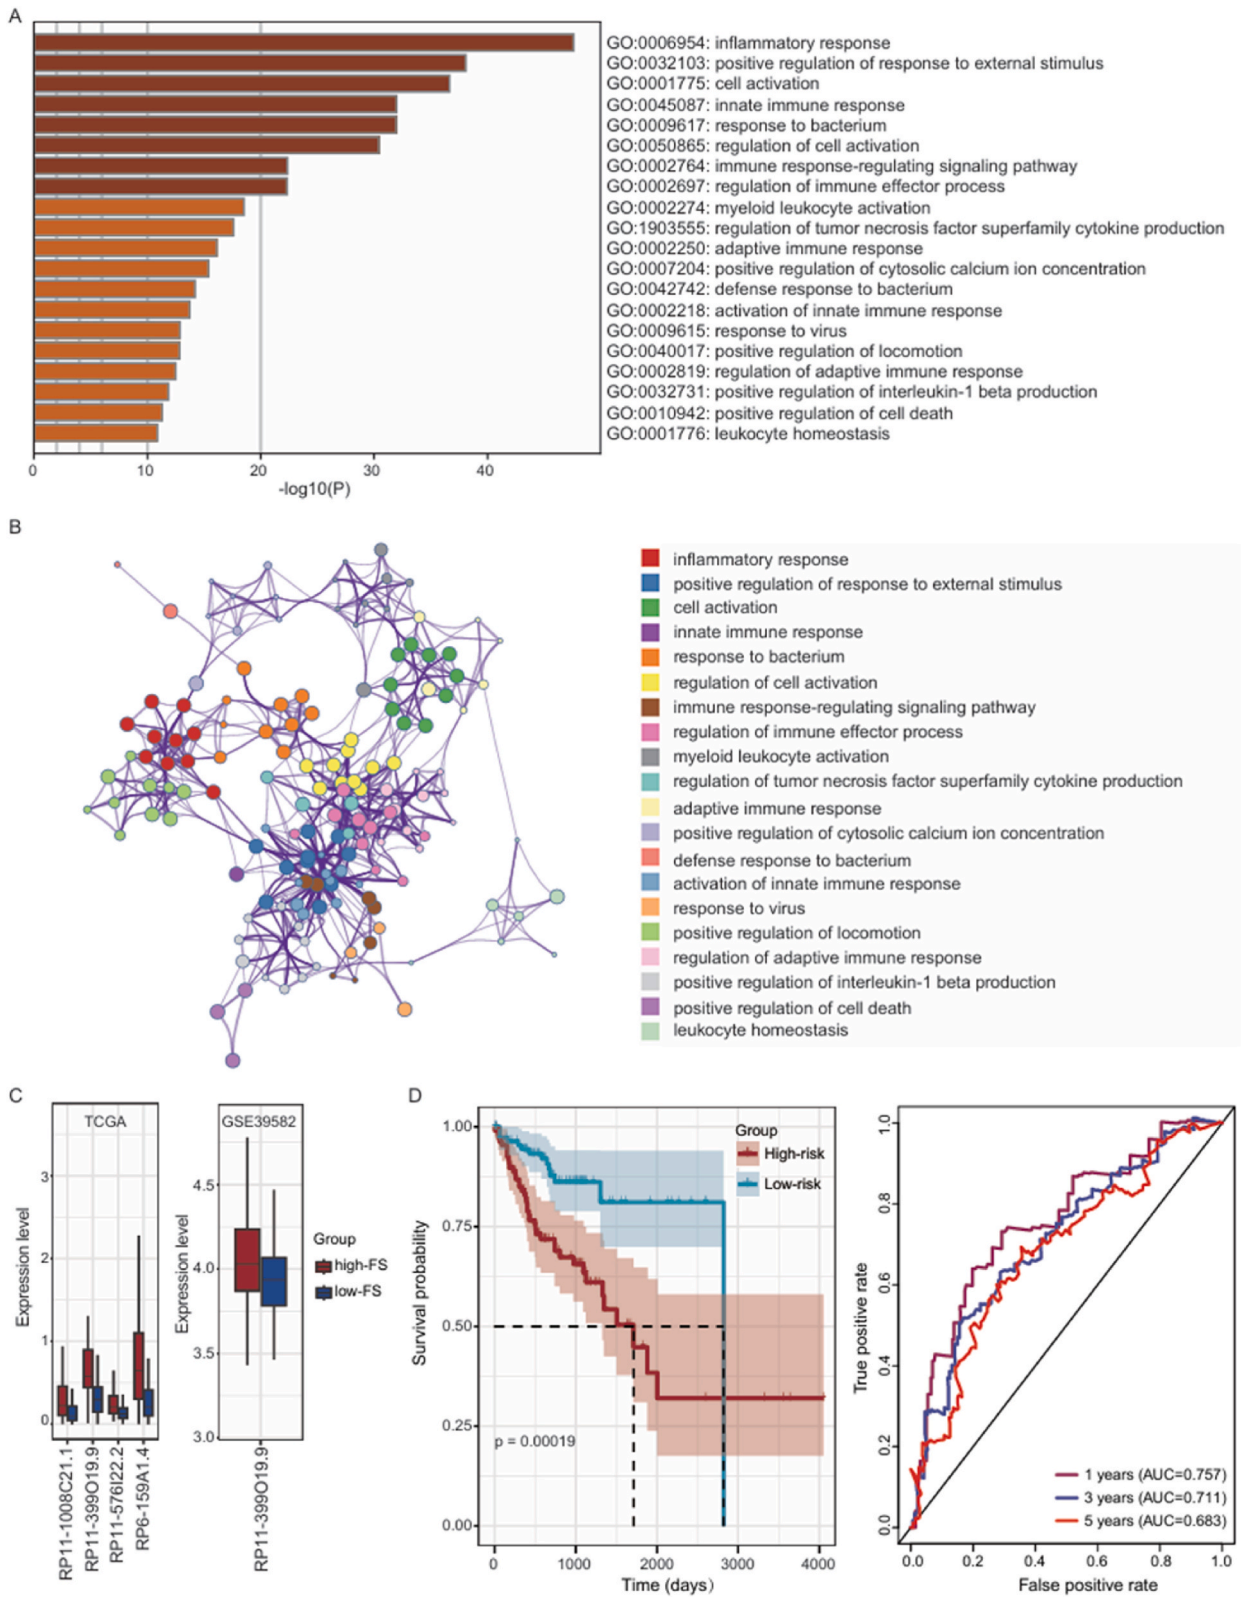 A
GO:0006954: inflammatory response
GO:0032103: positive regulation of response to external stimulus
GO:0001775: cell activation
GO:0045087: innate immune response
GO:0009617: response to bacterium
GO:0050865: regulation of cell activation
GO:0002764: immune response-regulating signaling pathway
GO:0002697: regulation of immune effector process
GO:0002274: myeloid leukocyte activation
GO:1903555: regulation of tumor necrosis factor superfamily cytokine production
GO:0002250: adaptive immune response
GO:0007204: positive regulation of cytosolic calcium ion concentration
GO:0042742: defense response to bacterium
GO:0002218: activation of innate immune response
GO:0009615: response to virus
GO:0040017: positive regulation of locomotion
GO:0002819: regulation of adaptive immune response
GO:0032731: positive regulation of interleukin-1 beta production
GO:0010942: positive regulation of cell death
GO:0001776: leukocyte homeostasis
0 10 20 30 40
-log10(P)
B
inflammatory response
positive regulation of response to external stimulus
cell activation
innate immune response
response to bacterium
regulation of cell activation
immune response-regulating signaling pathway
regulation of immune effector process
myeloid leukocyte activation
regulation of tumor necrosis factor superfamily cytokine production
adaptive immune response
positive regulation of cytosolic calcium ion concentration
defense response to bacterium
activation of innate immune response
response to virus
positive regulation of locomotion
regulation of adaptive immune response
positive regulation of interleukin-1 beta production
positive regulation of cell death
leukocyte homeostasis
C
TCGA
Expression level
3
2
1
0
RP11-1008C21.1
RP11-399O19.9
RP11-576I22.2
RP6-159A1.4
GSE39582
Expression level
4.5
4.0
3.5
3.0
RP11-399O19.9
Group
high-FS
low-FS
D
Survival probability
1.00
0.75
0.50
0.25
0.00
Group
High-risk
Low-risk
p = 0.00019
0 1000 2000 3000 4000
Time (days)
True positive rate
1.0
0.8
0.6
0.4
0.2
0.0
1 years (AUC=0.757)
3 years (AUC=0.711)
5 years (AUC=0.683)
0.0 0.2 0.4 0.6 0.8 1.0
False positive rate